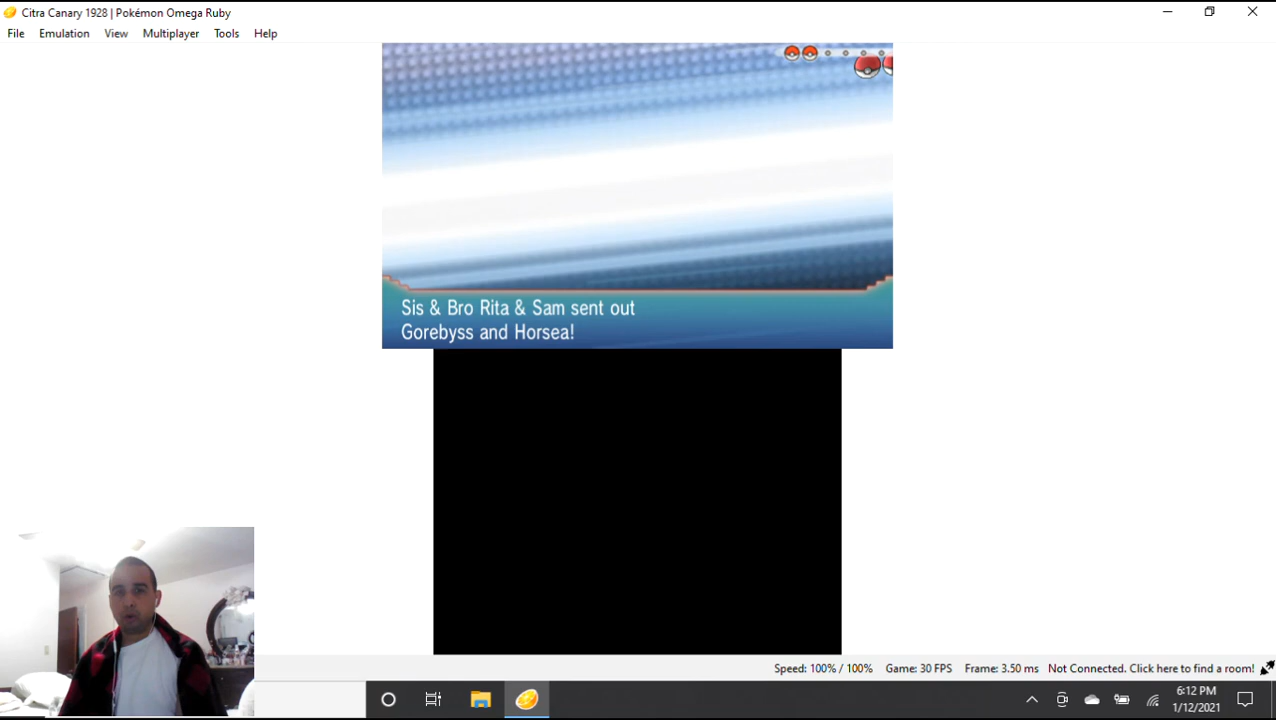 Citra Canary 1928 | Pokémon Omega Ruby
File Emulation View Multiplayer Tools Help
Sis & Bro Rita & Sam sent out
Gorebyss and Horsea!
Speed: 100% / 100% Game: 30 FPS Frame: 3.50 ms Not Connected. Click here to find a room!
6:12 PM
1/12/2021